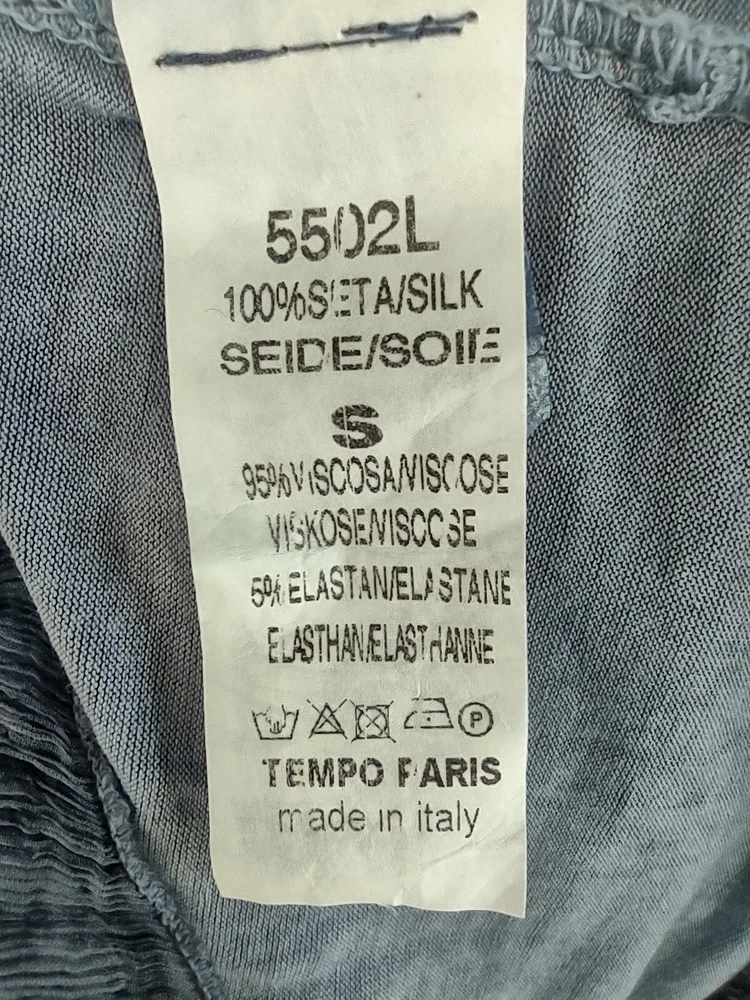 5502L
100%SETA/SILK
SEIDE/SOIE
S
95%VISCOSA/VISCOSE
VISKOSE/VISCOSE
5% ELASTAN/ELASTANE
ELASTHAN/ELASTHANNE
P
TEMPO PARIS
made in italy